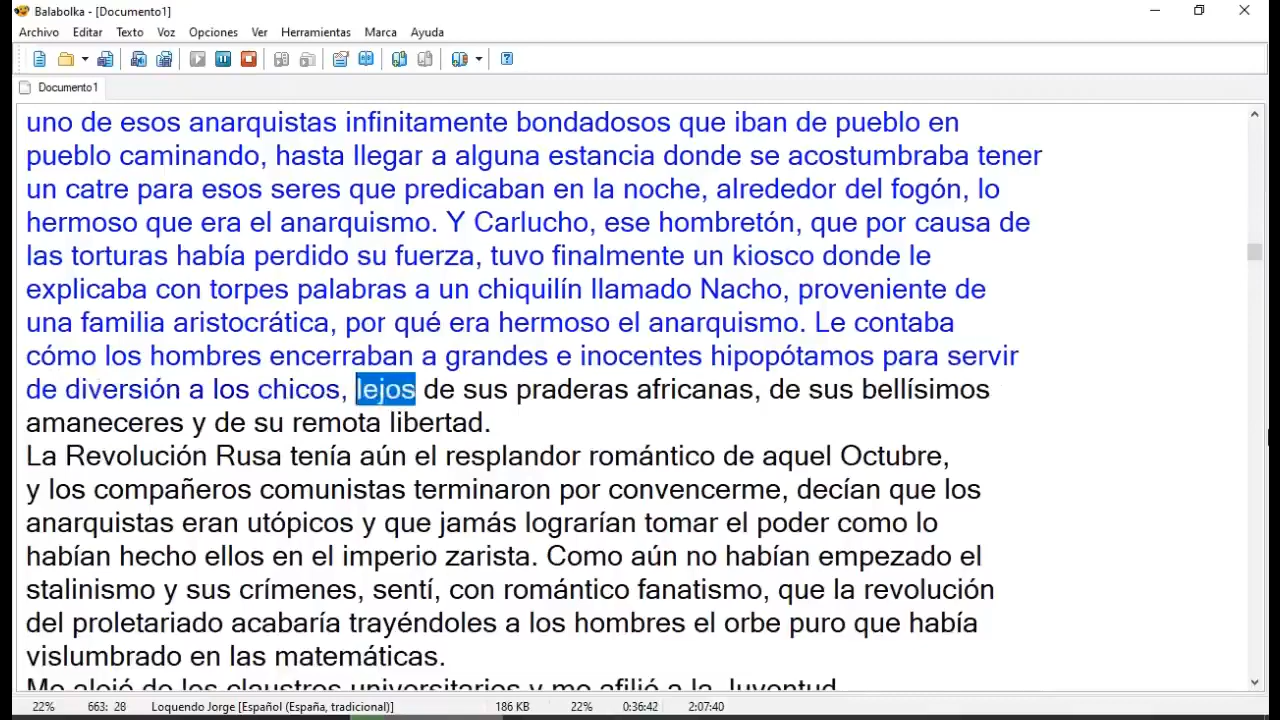 Balabolka - [Documento1]
Archivo Editar Texto Voz Opciones Ver Herramientas Marca Ayuda
Documento1
uno de esos anarquistas infinitamente bondadosos que iban de pueblo en
pueblo caminando, hasta llegar a alguna estancia donde se acostumbraba tener
un catre para esos seres que predicaban en la noche, alrededor del fogón, lo
hermoso que era el anarquismo. Y Carlucho, ese hombretón, que por causa de
las torturas había perdido su fuerza, tuvo finalmente un kiosco donde le
explicaba con torpes palabras a un chiquilín llamado Nacho, proveniente de
una familia aristocrática, por qué era hermoso el anarquismo. Le contaba
cómo los hombres encerraban a grandes e inocentes hipopótamos para servir
de diversión a los chicos, lejos de sus praderas africanas, de sus bellísimos
amaneceres y de su remota libertad.
La Revolución Rusa tenía aún el resplandor romántico de aquel Octubre,
y los compañeros comunistas terminaron por convencerme, decían que los
anarquistas eran utópicos y que jamás lograrían tomar el poder como lo
habían hecho ellos en el imperio zarista. Como aún no habían empezado el
stalinismo y sus crímenes, sentí, con romántico fanatismo, que la revolución
del proletariado acabaría trayéndoles a los hombres el orbe puro que había
vislumbrado en las matemáticas.
Me alejé de los claustros universitarios y me afilié a la Juventud
22% 663: 28 Loquendo Jorge [Español (España, tradicional)] 186 KB 22% 0:36:42 2:07:40